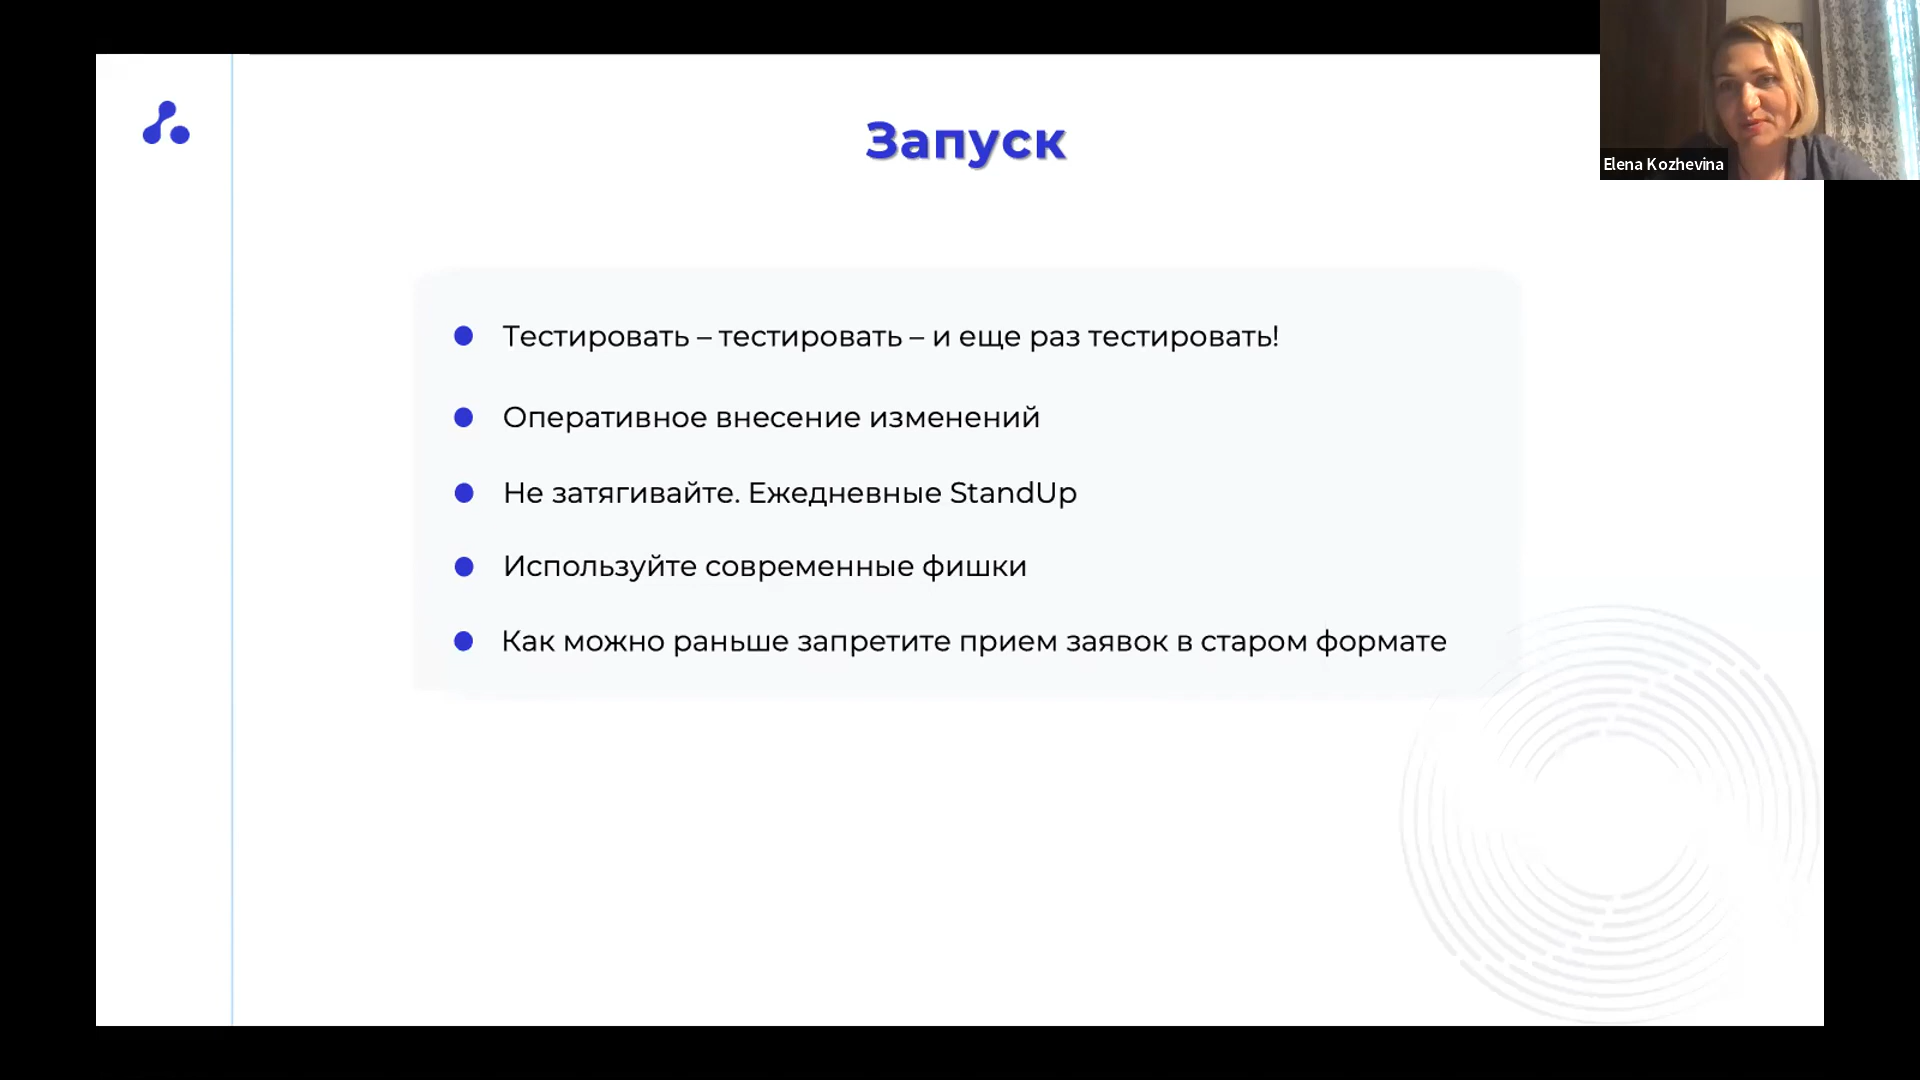 Запуск
Elena Kozhevina
Тестировать – тестировать – и еще раз тестировать!
Оперативное внесение изменений
Не затягивайте. Ежедневные StandUp
Используйте современные фишки
Как можно раньше запретите прием заявок в старом формате